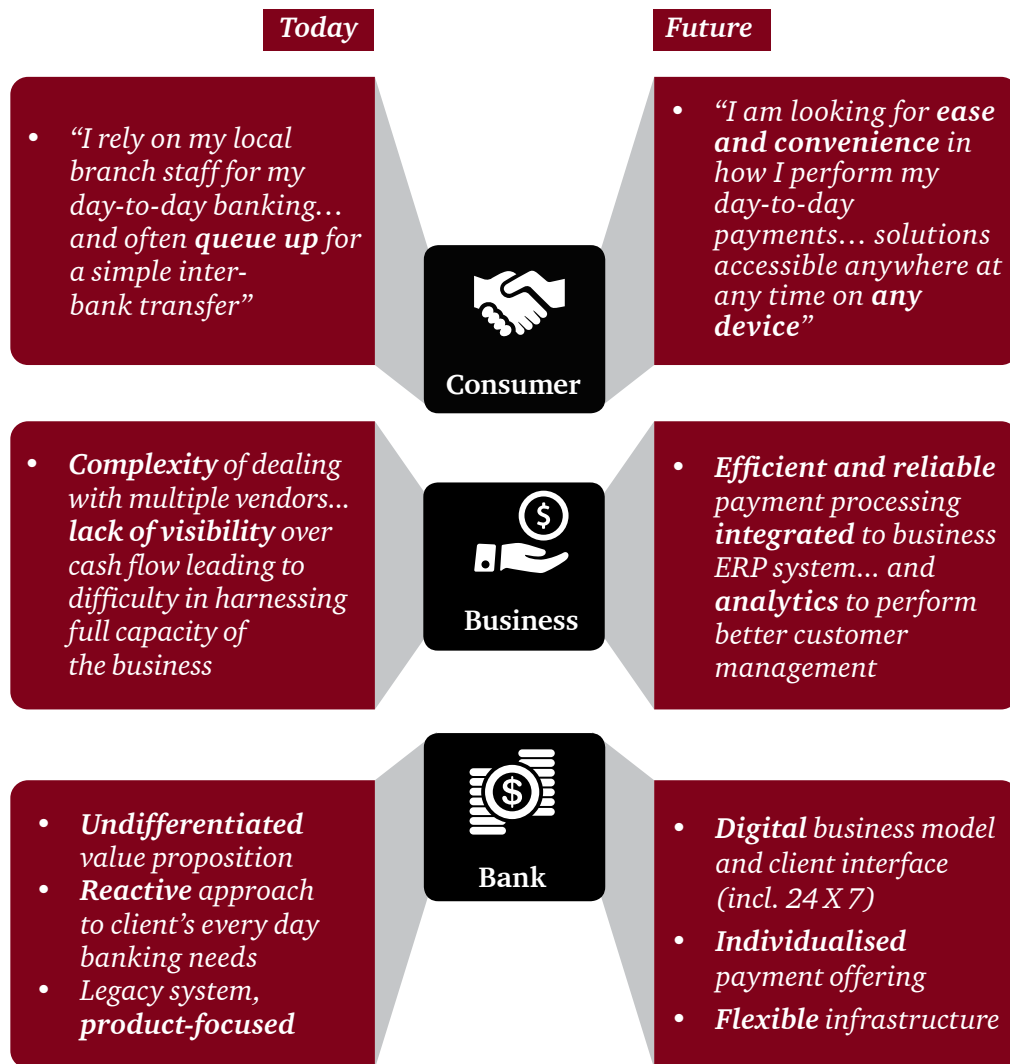 Today
Future
• “I rely on my local
branch staff for my
day-to-day banking…
and often queue up for
a simple inter-
bank transfer”
Consumer
• “I am looking for ease
and convenience in
how I perform my
day-to-day
payments… solutions
accessible anywhere at
any time on any
device”
• Complexity of dealing
with multiple vendors...
lack of visibility over
cash flow leading to
difficulty in harnessing
full capacity of
the business
Business
• Efficient and reliable
payment processing
integrated to business
ERP system... and
analytics to perform
better customer
management
• Undifferentiated
value proposition
• Reactive approach
to client’s every day
banking needs
• Legacy system,
product-focused
$
Bank
• Digital business model
and client interface
(incl. 24 X 7)
• Individualised
payment offering
• Flexible infrastructure